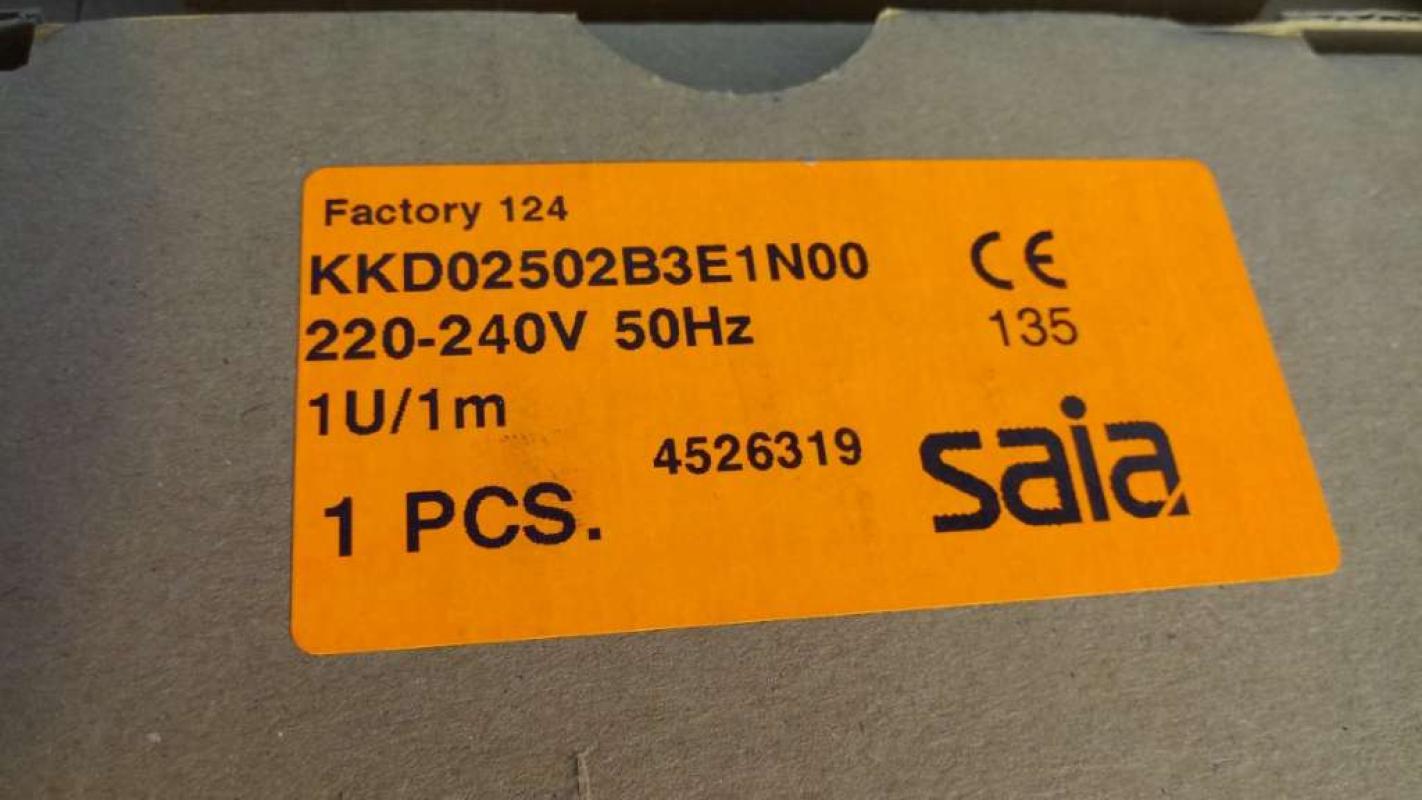 Factory 124
KKD02502B3E1N00
CE
220-240V 50Hz
135
1U/1m
4526319
saia
1 PCS.